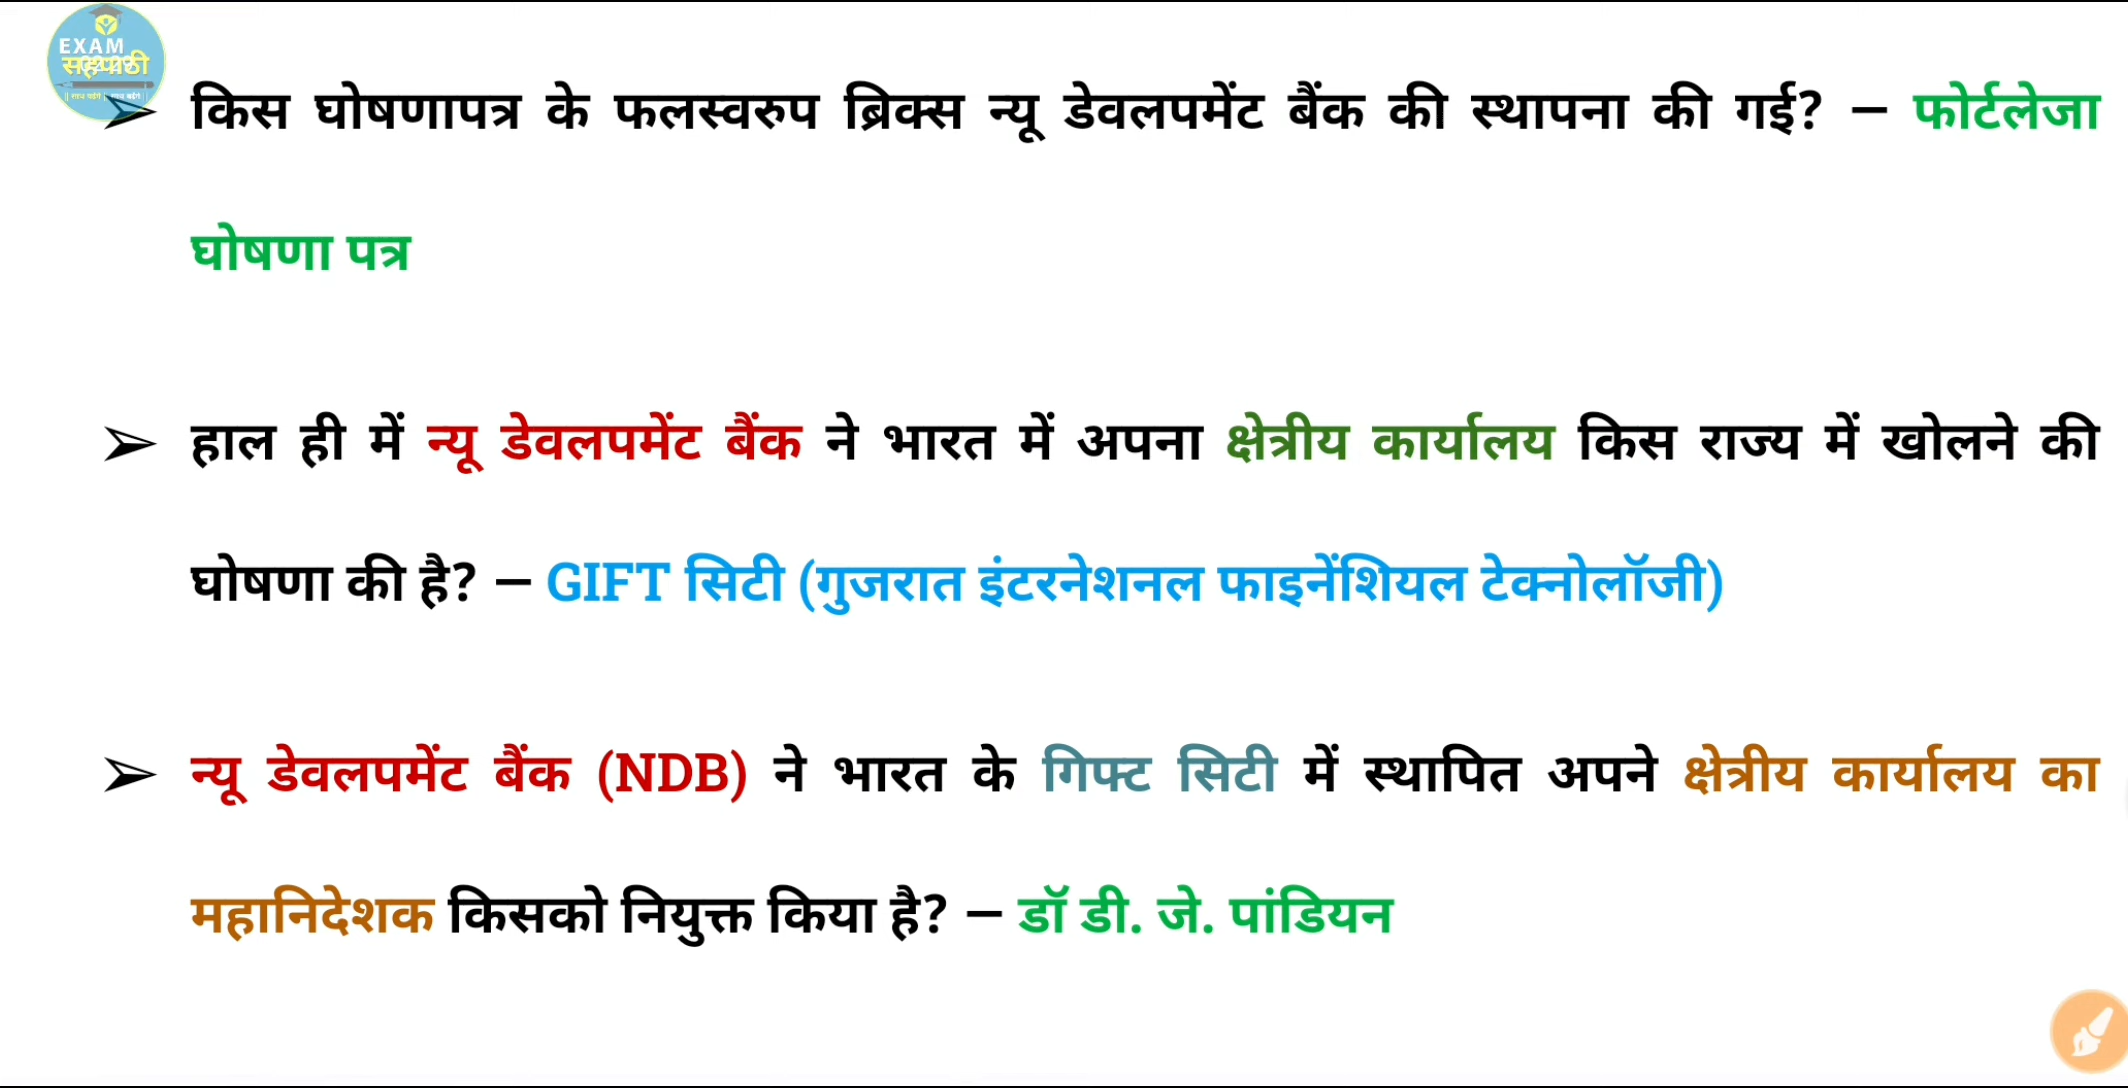 EXAM
सहपाठी
➢ किस घोषणापत्र के फलस्वरुप ब्रिक्स न्यू डेवलपमेंट बैंक की स्थापना की गई? – फोर्टलेजा
घोषणा पत्र
➢ हाल ही में न्यू डेवलपमेंट बैंक ने भारत में अपना क्षेत्रीय कार्यालय किस राज्य में खोलने की
घोषणा की है? – GIFT सिटी (गुजरात इंटरनेशनल फाइनेंशियल टेक्नोलॉजी)
➢ न्यू डेवलपमेंट बैंक (NDB) ने भारत के गिफ्ट सिटी में स्थापित अपने क्षेत्रीय कार्यालय का
महानिदेशक किसको नियुक्त किया है? – डॉ डी. जे. पांडियन